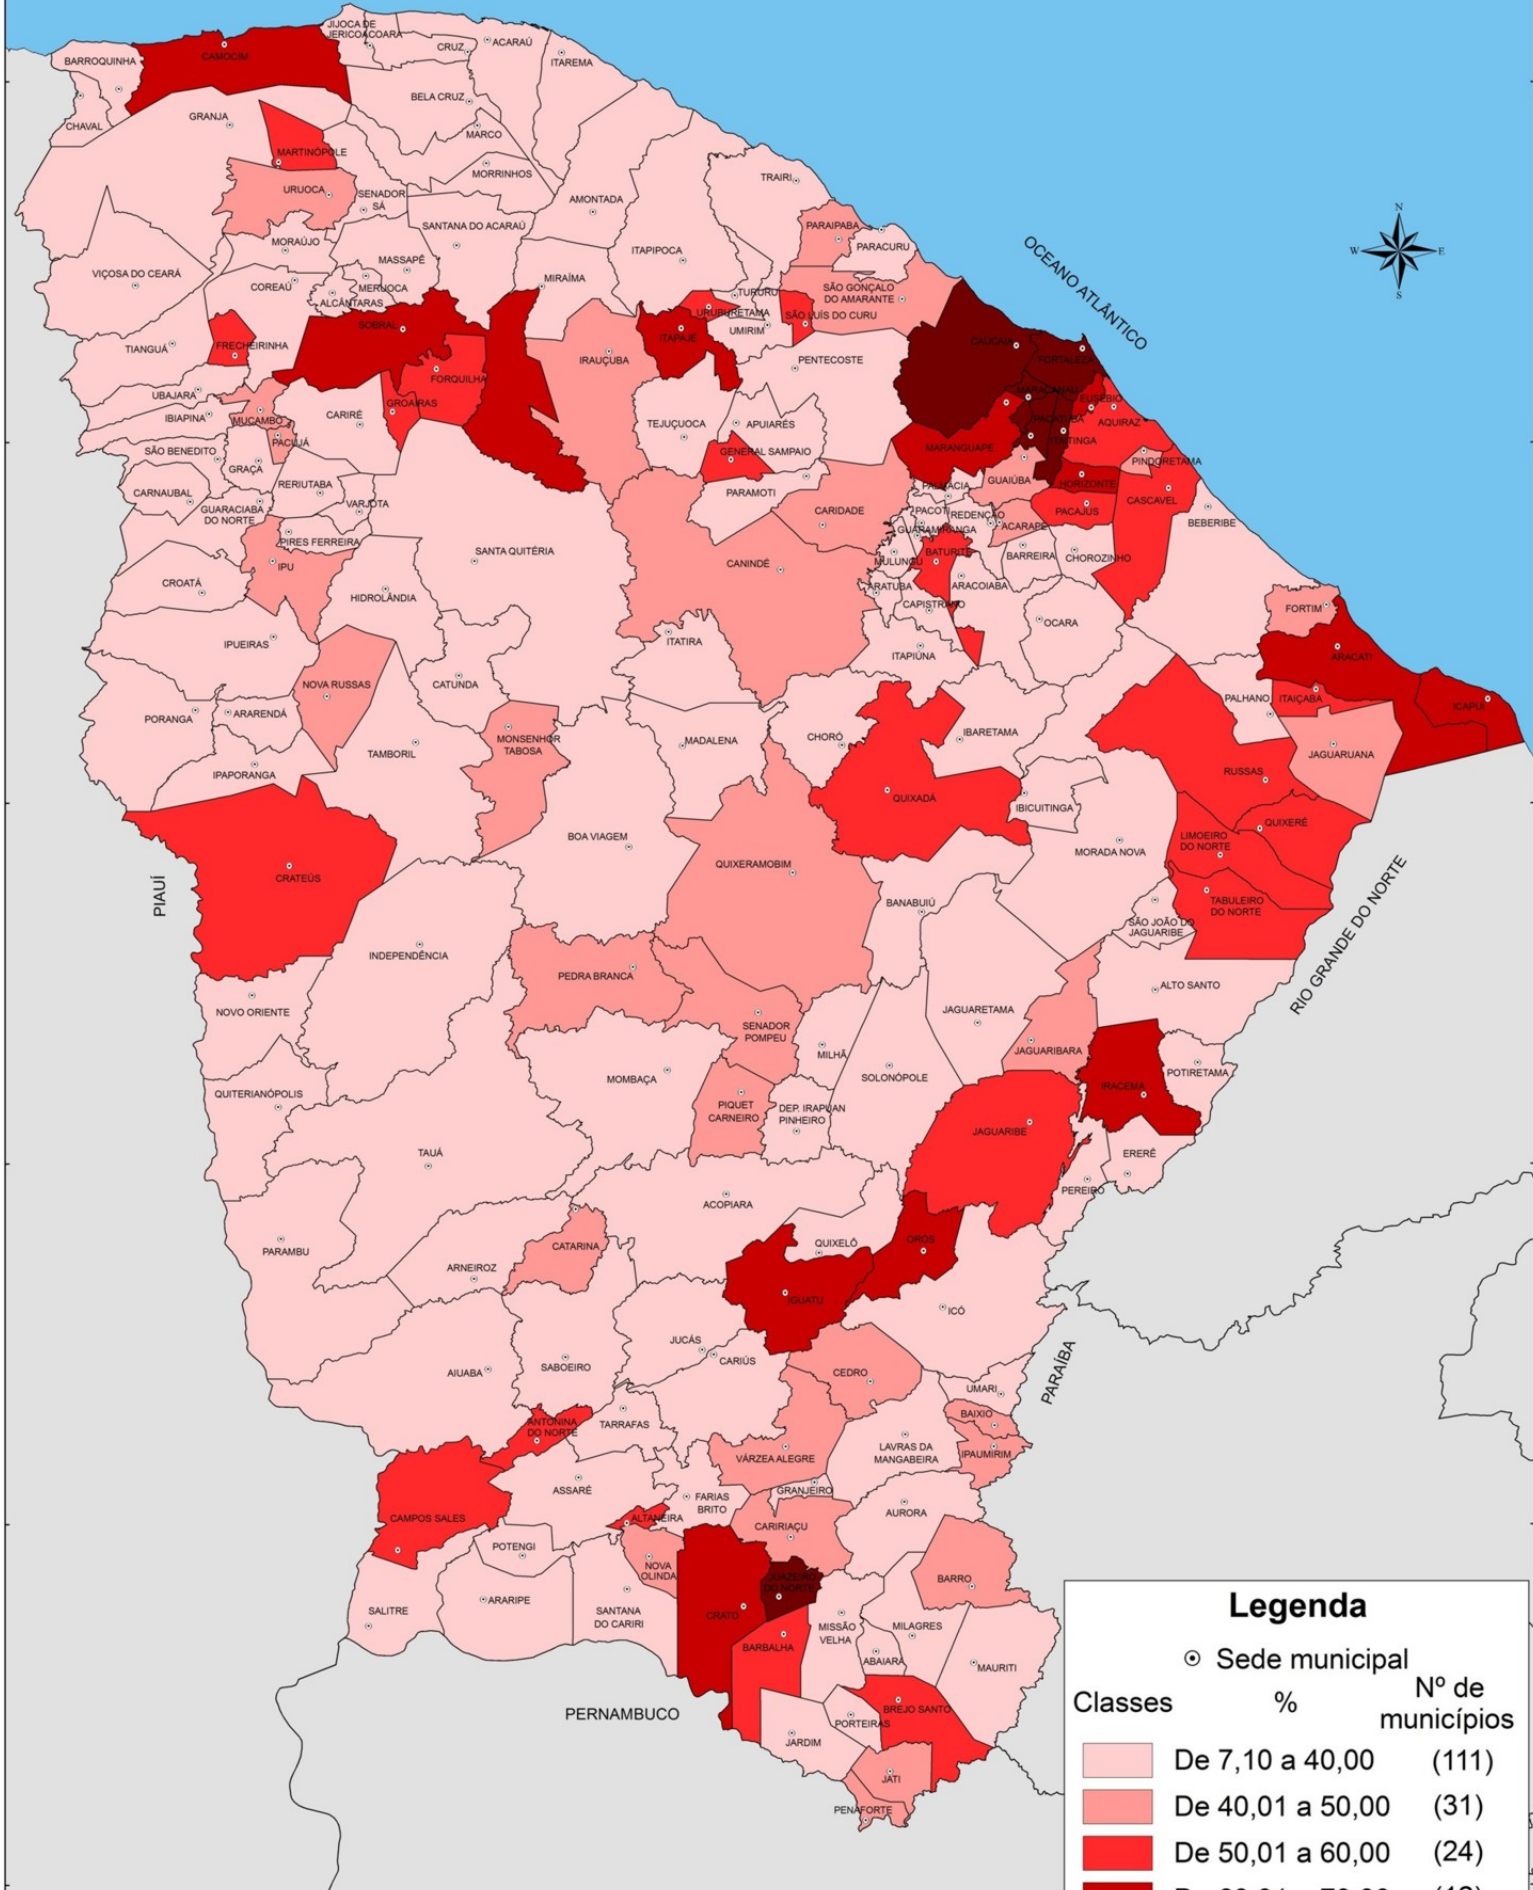 JIJOCA DE
JERICOACOARA
CRUZ
ACARAÚ
ITAREMA
BARROQUINHA
CAMOCIM
BELA CRUZ
CHAVAL
GRANJA
MARCO
MARTINÓPOLE
MORRINHOS
TRAIRI
URUOCA
SENADOR
SÁ
AMONTADA
N
W
E
S
SANTANA DO ACARAÚ
PARAIPABA
PARACURU
OCEANO ATLÂNTICO
MORAÚJO
ITAPIPOCA
VIÇOSA DO CEARÁ
MASSAPÊ
MIRAÍMA
COREAÚ
MERUOCA
ALCÂNTARAS
TURURU
SÃO GONÇALO
DO AMARANTE
URUBURETAMA
SÃO LUÍS DO CURU
UMIRIM
SOBRAL
ITAPAJÉ
TIANGUÁ
FRECHEIRINHA
IRAUÇUBA
PENTECOSTE
CAUCAIA
FORTALEZA
FORQUILHA
MARACANAÚ
EUSÉBIO
UBAJARA
GROAÍRAS
IBIAPINA
MUCAMBO
CARIRÉ
TEJUÇUOCA
APUIARÉS
PACATUBA
AQUIRAZ
ITAITINGA
PACUJÁ
SÃO BENEDITO
GENERAL SAMPAIO
MARANGUAPE
PINDORETAMA
GRAÇA
RERIUTABA
PALMÁCIA
GUAIÚBA
HORIZONTE
CARNAUBAL
PARAMOTI
VARJOTA
CASCAVEL
GUARACIABA
DO NORTE
CARIDADE
PACOTI
REDENÇÃO
PACAJUS
BEBERIBE
GUARAMIRANGA
ACARAPE
PIRES FERREIRA
SANTA QUITÉRIA
BATURITÉ
BARREIRA
CHOROZINHO
MULUNGU
IPU
CANINDÉ
CROATÁ
ARATUBA
ARACOIABA
HIDROLÂNDIA
CAPISTRANO
FORTIM
OCARA
IPUEIRAS
ITATIRA
ITAPIÚNA
ARACATI
NOVA RUSSAS
CATUNDA
PALHANO
ITAIÇABA
ICAPUÍ
PORANGA
ARARENDÁ
IBARETAMA
MONSENHOR
TABOSA
MADALENA
CHORÓ
TAMBORIL
JAGUARUANA
IPAPORANGA
RUSSAS
QUIXADÁ
IBICUITINGA
QUIXERÉ
BOA VIAGEM
LIMOEIRO
DO NORTE
MORADA NOVA
QUIXERAMOBIM
CRATEÚS
PIAUÍ
RIO GRANDE DO NORTE
TABULEIRO
DO NORTE
BANABUIÚ
SÃO JOÃO DO
JAGUARIBE
INDEPENDÊNCIA
PEDRA BRANCA
ALTO SANTO
NOVO ORIENTE
JAGUARETAMA
SENADOR
POMPEU
JAGUARIBARA
MILHÃ
POTIRETAMA
MOMBAÇA
SOLONÓPOLE
IRACEMA
QUITERIANÓPOLIS
PIQUET
CARNEIRO
DEP. IRAPUAN
PINHEIRO
JAGUARIBE
TAUÁ
ERERÊ
PEREIRO
ACOPIARA
PARAMBU
CATARINA
QUIXELÔ
ORÓS
ARNEIROZ
IGUATU
ICÓ
JUCÁS
CARIÚS
AIUABA
SABOEIRO
CEDRO
PARAÍBA
UMARI
ANTONINA
DO NORTE
TARRAFAS
BAIXIO
LAVRAS DA
MANGABEIRA
VÁRZEA ALEGRE
IPAUMIRIM
ASSARÉ
GRANJEIRO
FARIAS
BRITO
CAMPOS SALES
ALTANEIRA
AURORA
CARIRIAÇU
POTENGI
NOVA
OLINDA
JUAZEIRO
DO NORTE
BARRO
ARARIPE
SALITRE
SANTANA
DO CARIRI
CRATO
MISSÃO
VELHA
MILAGRES
BARBALHA
ABAIARA
MAURITI
PERNAMBUCO
BREJO SANTO
PORTEIRAS
JARDIM
JATI
PENAFORTE
Legenda
Sede municipal
Classes % Nº de
municípios
De 7,10 a 40,00 (111)
De 40,01 a 50,00 (31)
De 50,01 a 60,00 (24)